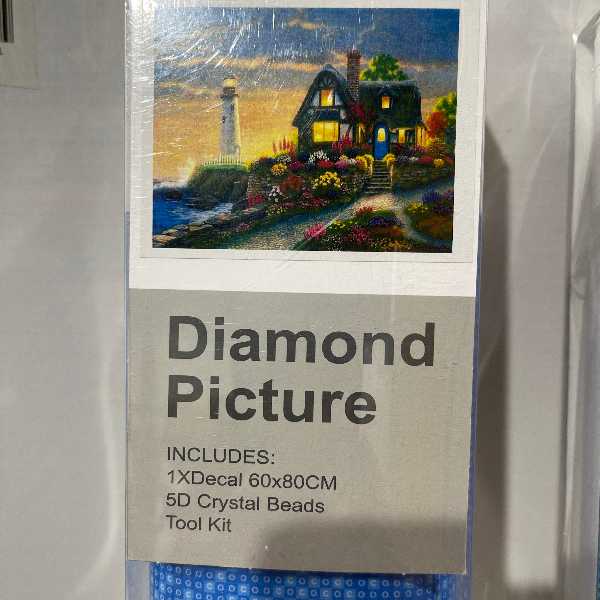 Diamond
Picture
INCLUDES:
1XDecal 60x80CM
5D Crystal Beads
Tool Kit